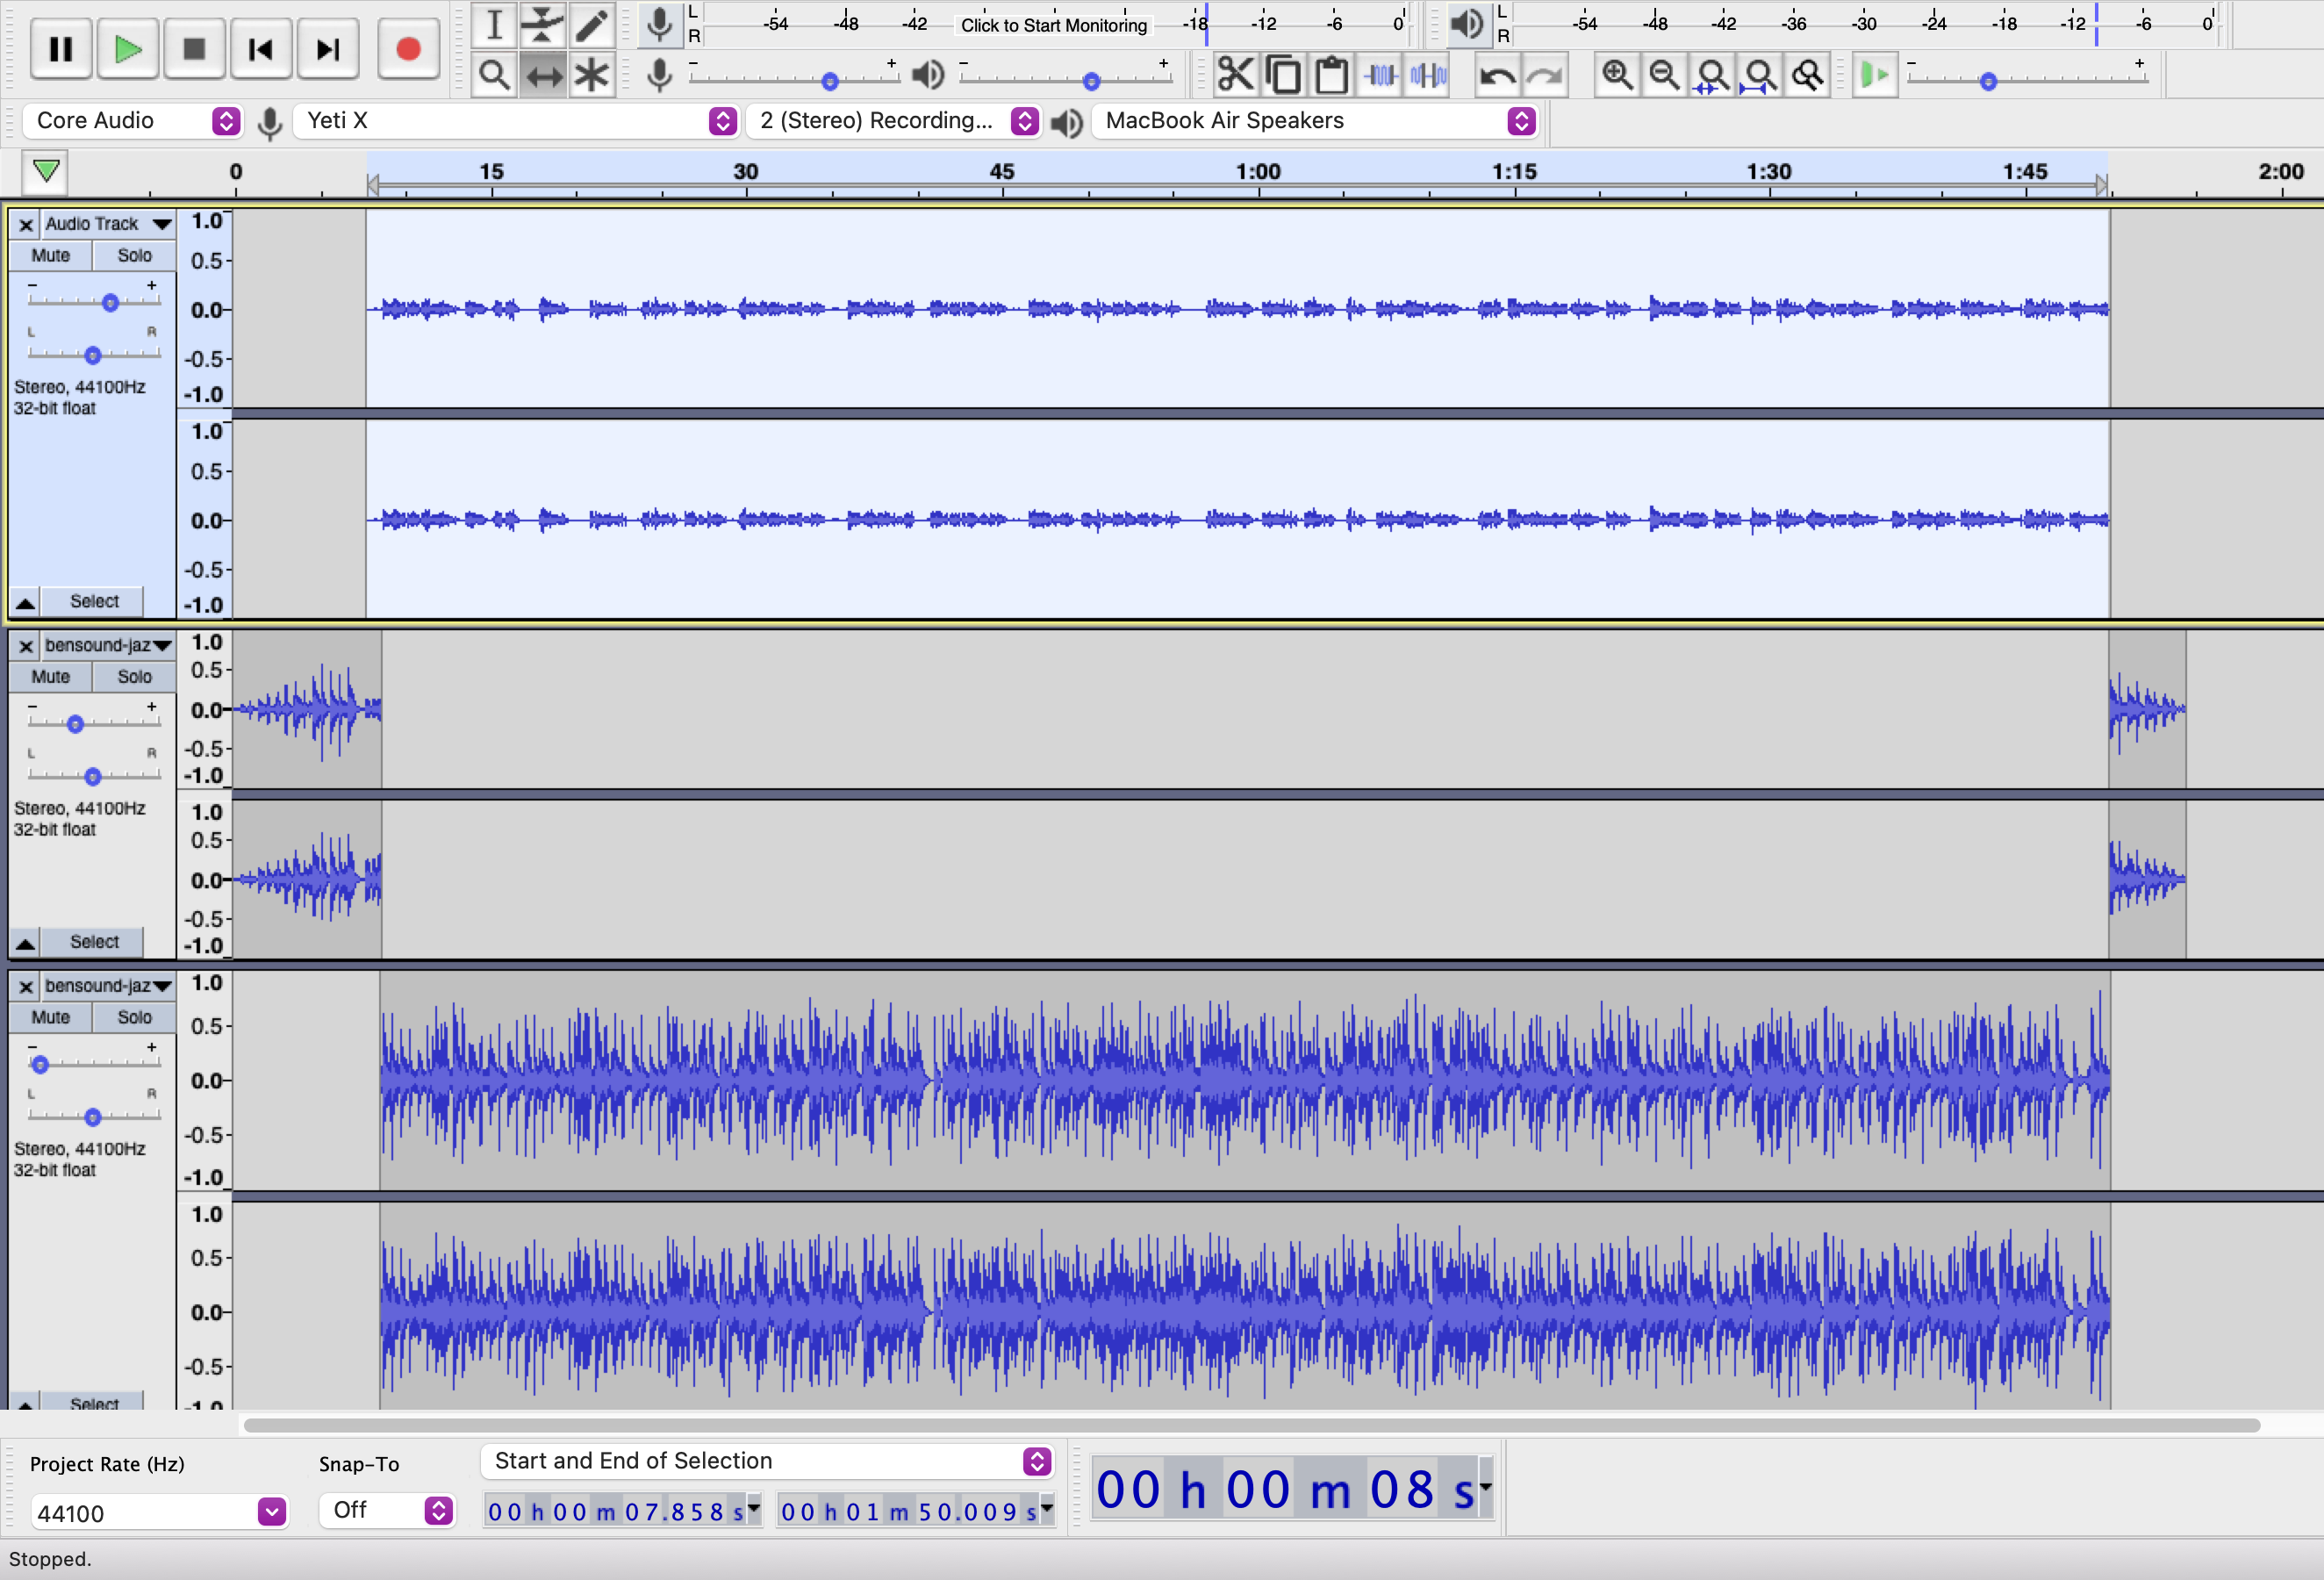 L
R
-54 -48 -42 Click to Start Monitoring -18 -12 -6 0
L
R
-54 -48 -42 -36 -30 -24 -18 -12 -6 0
- +
- +
- +
Core Audio
Yeti X
2 (Stereo) Recording...
MacBook Air Speakers
0 15 30 45 1:00 1:15 1:30 1:45 2:00
Audio Track
Mute Solo
- +
L R
Stereo, 44100Hz
32-bit float
Select
1.0
0.5
0.0
-0.5
-1.0
1.0
0.5
0.0
-0.5
-1.0
bensound-jaz
Mute Solo
- +
L R
Stereo, 44100Hz
32-bit float
Select
1.0
0.5
0.0
-0.5
-1.0
1.0
0.5
0.0
-0.5
-1.0
bensound-jaz
Mute Solo
- +
L R
Stereo, 44100Hz
32-bit float
Select
1.0
0.5
0.0
-0.5
-1.0
1.0
0.5
0.0
-0.5
-1.0
Project Rate (Hz)
44100
Snap-To
Off
Start and End of Selection
00 h 00 m 07.858 s
00 h 01 m 50.009 s
00 h 00 m 08 s
Stopped.